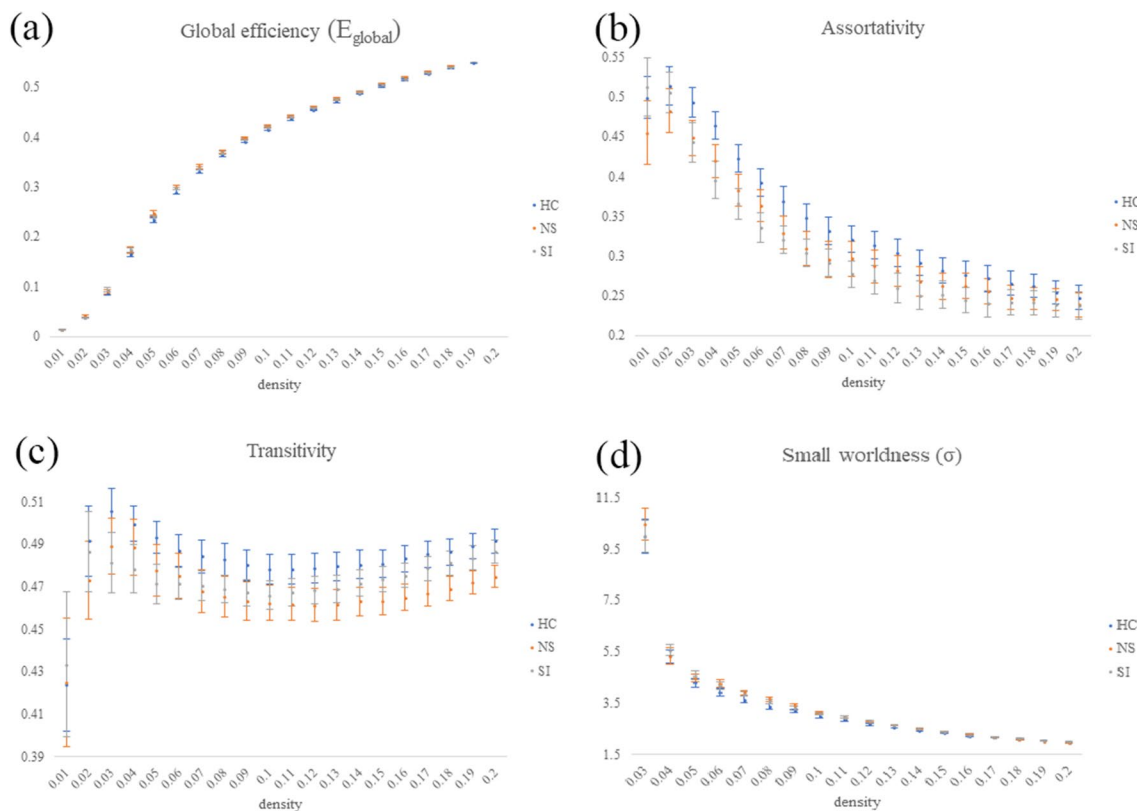 (a)
Global efficiency (E_global)
0.5
0.4
0.3
0.2
0.1
0
HC
NS
SI
0.01 0.02 0.03 0.04 0.05 0.06 0.07 0.08 0.09 0.1 0.11 0.12 0.13 0.14 0.15 0.16 0.17 0.18 0.19 0.2
density
(b)
Assortativity
0.55
0.5
0.45
0.4
0.35
0.3
0.25
0.2
HC
NS
SI
0.01 0.02 0.03 0.04 0.05 0.06 0.07 0.08 0.09 0.1 0.11 0.12 0.13 0.14 0.15 0.16 0.17 0.18 0.19 0.2
density
(c)
Transitivity
0.51
0.49
0.47
0.45
0.43
0.41
0.39
HC
NS
SI
0.01 0.02 0.03 0.04 0.05 0.06 0.07 0.08 0.09 0.1 0.11 0.12 0.13 0.14 0.15 0.16 0.17 0.18 0.19 0.2
density
(d)
Small worldness (σ)
11.5
9.5
7.5
5.5
3.5
1.5
HC
NS
SI
0.03 0.04 0.05 0.06 0.07 0.08 0.09 0.1 0.11 0.12 0.13 0.14 0.15 0.16 0.17 0.18 0.19 0.2
density